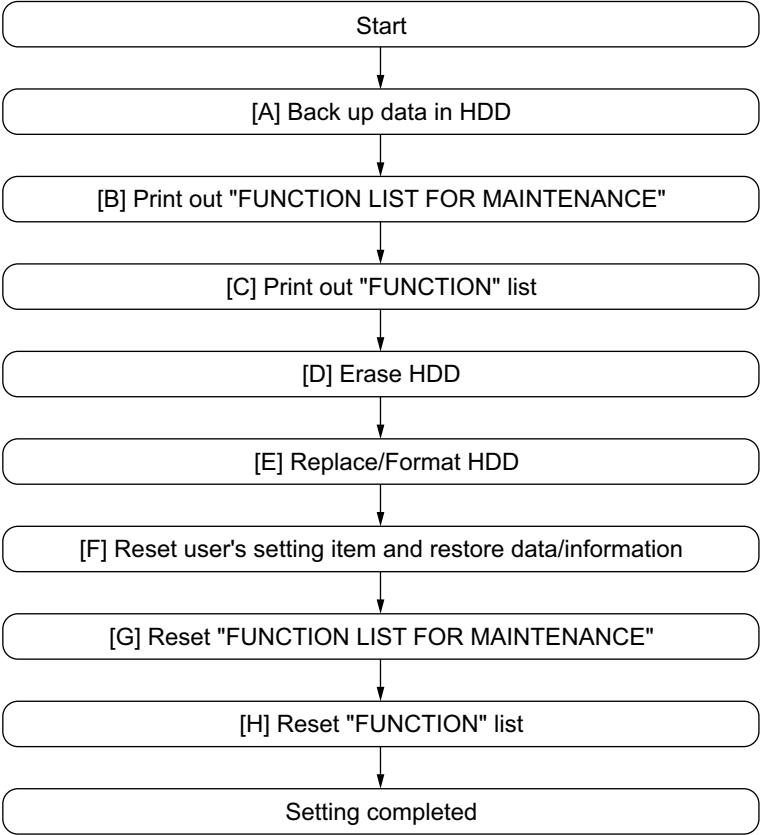 Start
[A] Back up data in HDD
[B] Print out "FUNCTION LIST FOR MAINTENANCE"
[C] Print out "FUNCTION" list
[D] Erase HDD
[E] Replace/Format HDD
[F] Reset user's setting item and restore data/information
[G] Reset "FUNCTION LIST FOR MAINTENANCE"
[H] Reset "FUNCTION" list
Setting completed